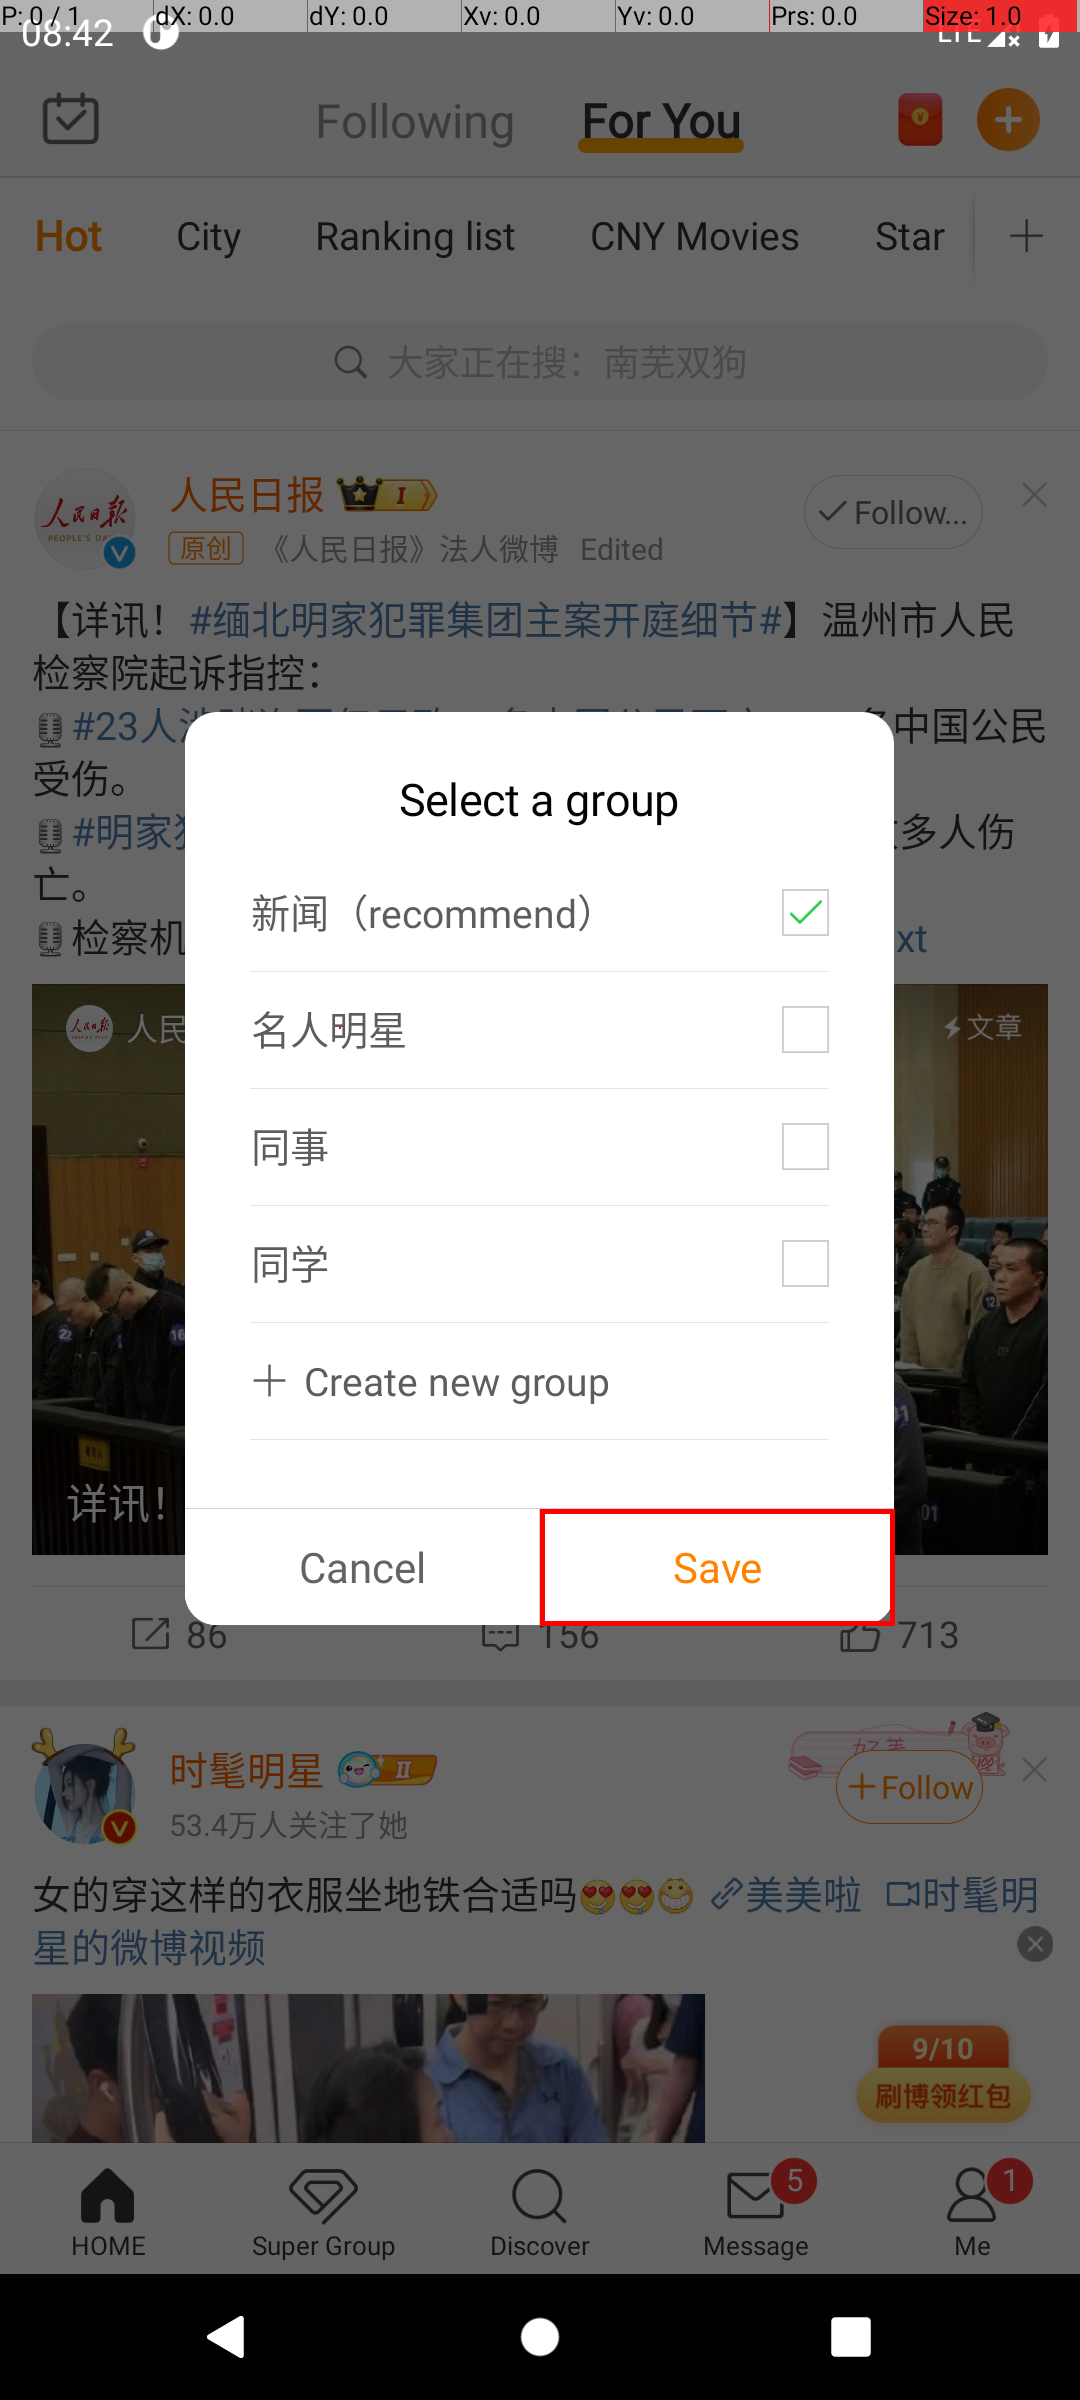 P: 0 / 1
dX: 0.0
dY: 0.0
Xv: 0.0
Yv: 0.0
Prs: 0.0
Size: 1.0
08:42
LTE
Following
For You
Hot
City
Ranking list
CNY Movies
Star
大家正在搜：南芜双狗
人民日报
I
Follow...
原创
《人民日报》法人微博
Edited
【详讯！#缅北明家犯罪集团主案开庭细节#】温州市人民
检察院起诉指控：
#23人
中国公民
受伤。
#明家
多人伤
亡。
检察机
xt
Select a group
新闻（recommend）
名人明星
同事
同学
Create new group
Cancel
Save
人民
文章
详讯！
22
16
12
01
86
156
713
时髦明星
II
Follow
53.4万人关注了她
女的穿这样的衣服坐地铁合适吗 美美啦 时髦明
星的微博视频
9/10
刷博领红包
HOME
Super Group
Discover
Message
5
Me
1